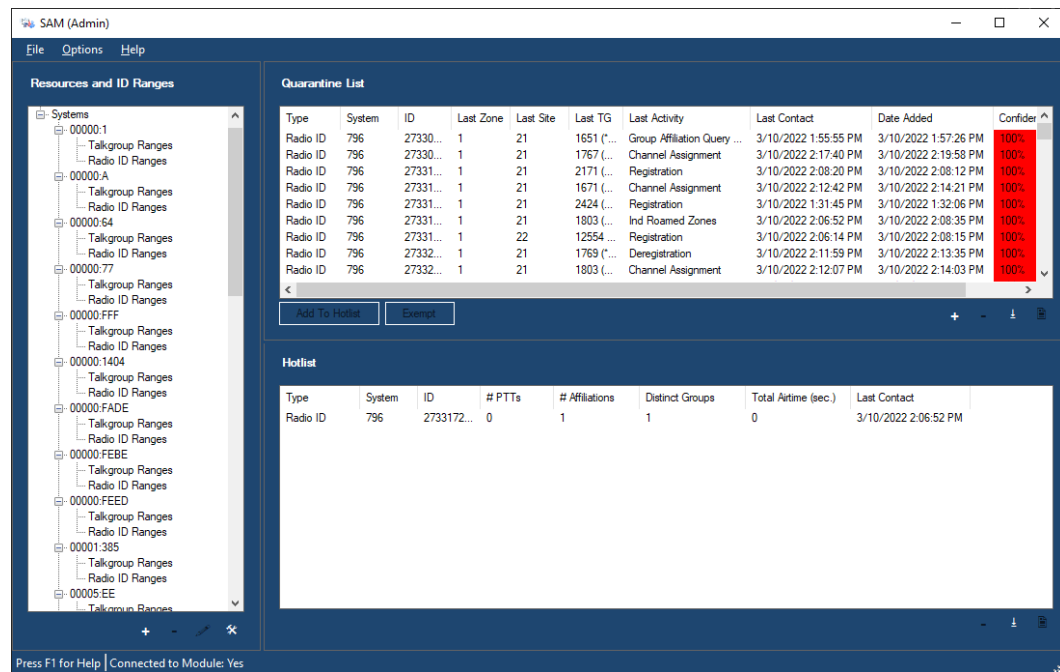 SAM (Admin)
File Options Help
Resources and ID Ranges
Systems
00000:1
Talkgroup Ranges
Radio ID Ranges
00000:A
Talkgroup Ranges
Radio ID Ranges
00000:64
Talkgroup Ranges
Radio ID Ranges
00000:77
Talkgroup Ranges
Radio ID Ranges
00000:FFF
Talkgroup Ranges
Radio ID Ranges
00000:1404
Talkgroup Ranges
Radio ID Ranges
00000:FADE
Talkgroup Ranges
Radio ID Ranges
00000:FEBE
Talkgroup Ranges
Radio ID Ranges
00000:FEED
Talkgroup Ranges
Radio ID Ranges
00001:385
Talkgroup Ranges
Radio ID Ranges
00005:EE
Talkgroup Ranges
Quarantine List
Type System ID Last Zone Last Site Last TG Last Activity Last Contact Date Added Confider
Radio ID 796 27330... 1 21 1651 (*... Group Affiliation Query ... 3/10/2022 1:55:55 PM 3/10/2022 1:57:26 PM 100%
Radio ID 796 27330... 1 21 1767 (... Channel Assignment 3/10/2022 2:17:40 PM 3/10/2022 2:19:58 PM 100%
Radio ID 796 27331... 1 21 2171 (... Registration 3/10/2022 2:08:20 PM 3/10/2022 2:08:12 PM 100%
Radio ID 796 27331... 1 21 1671 (... Channel Assignment 3/10/2022 2:12:42 PM 3/10/2022 2:14:21 PM 100%
Radio ID 796 27331... 1 21 2424 (... Registration 3/10/2022 1:31:45 PM 3/10/2022 1:32:06 PM 100%
Radio ID 796 27331... 1 21 1803 (... Ind Roamed Zones 3/10/2022 2:06:52 PM 3/10/2022 2:08:35 PM 100%
Radio ID 796 27331... 1 22 12554 ... Registration 3/10/2022 2:06:14 PM 3/10/2022 2:08:15 PM 100%
Radio ID 796 27332... 1 21 1769 (*... Deregistration 3/10/2022 2:11:59 PM 3/10/2022 2:13:35 PM 100%
Radio ID 796 27332... 1 21 1803 (... Channel Assignment 3/10/2022 2:12:07 PM 3/10/2022 2:14:03 PM 100%
Add To Hotlist Exempt
Hotlist
Type System ID # PTTs # Affiliations Distinct Groups Total Airtime (sec.) Last Contact
Radio ID 796 2733172... 0 1 1 0 3/10/2022 2:06:52 PM
Press F1 for Help Connected to Module: Yes